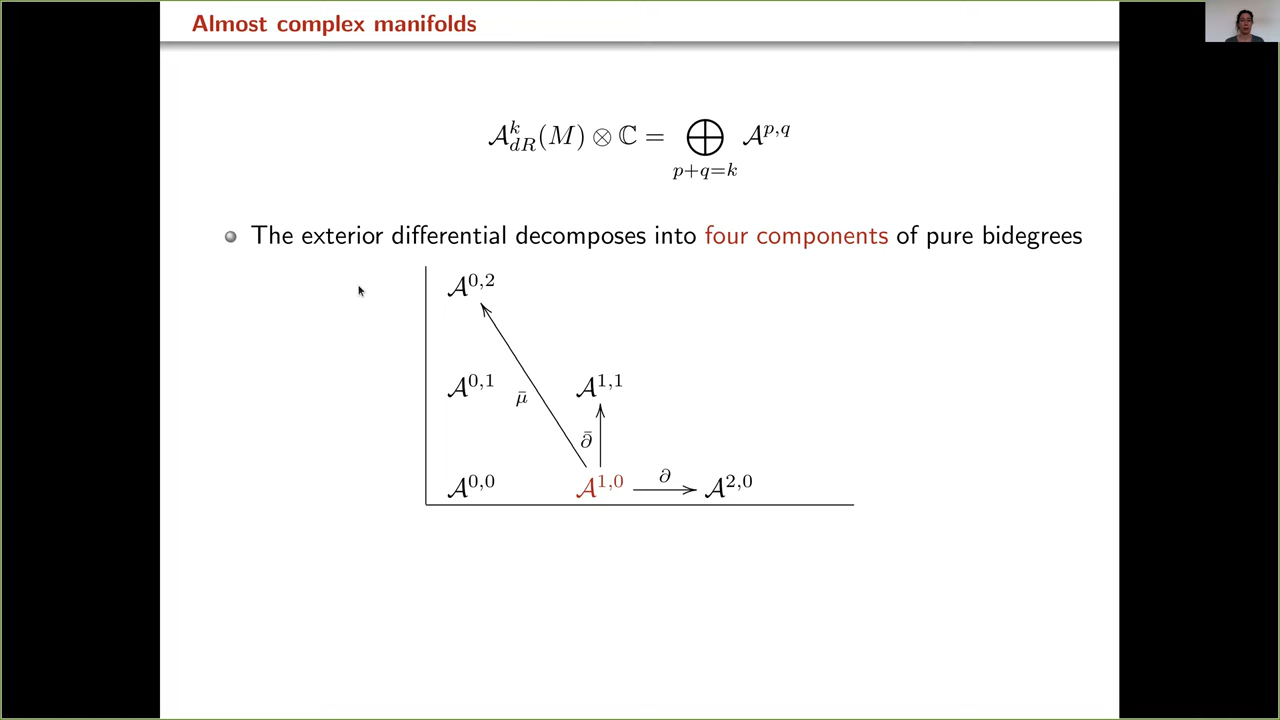 Almost complex manifolds
𝒜^k_{dR}(M) ⊗ ℂ = ⨁_{p+q=k} 𝒜^{p,q}
The exterior differential decomposes into four components of pure bidegrees
𝒜^{0,2}
𝒜^{0,1} μ̄ 𝒜^{1,1}
∂̄
𝒜^{0,0} 𝒜^{1,0} ∂ 𝒜^{2,0}